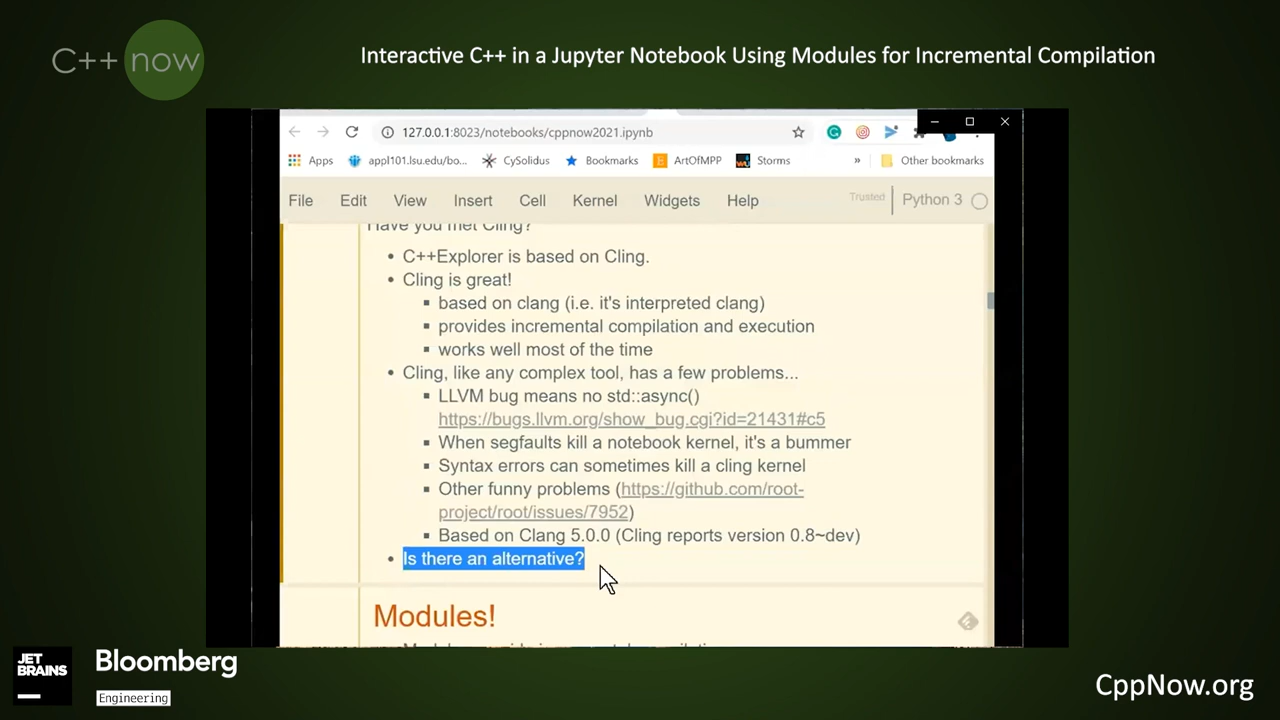 C++ now
Interactive C++ in a Jupyter Notebook Using Modules for Incremental Compilation
127.0.0.1:8023/notebooks/cppnow2021.ipynb
Apps
appl101.lsu.edu/bo...
CySolidus
Bookmarks
ArtOfMPP
Storms
»
Other bookmarks
File Edit View Insert Cell Kernel Widgets Help
Trusted
Python 3
Have you met Cling?
• C++Explorer is based on Cling.
• Cling is great!
▪ based on clang (i.e. it's interpreted clang)
▪ provides incremental compilation and execution
▪ works well most of the time
• Cling, like any complex tool, has a few problems...
▪ LLVM bug means no std::async()
https://bugs.llvm.org/show_bug.cgi?id=21431#c5
▪ When segfaults kill a notebook kernel, it's a bummer
▪ Syntax errors can sometimes kill a cling kernel
▪ Other funny problems (https://github.com/root-
project/root/issues/7952)
▪ Based on Clang 5.0.0 (Cling reports version 0.8~dev)
• Is there an alternative?
Modules!
JET
BRAINS
Bloomberg
Engineering
CppNow.org